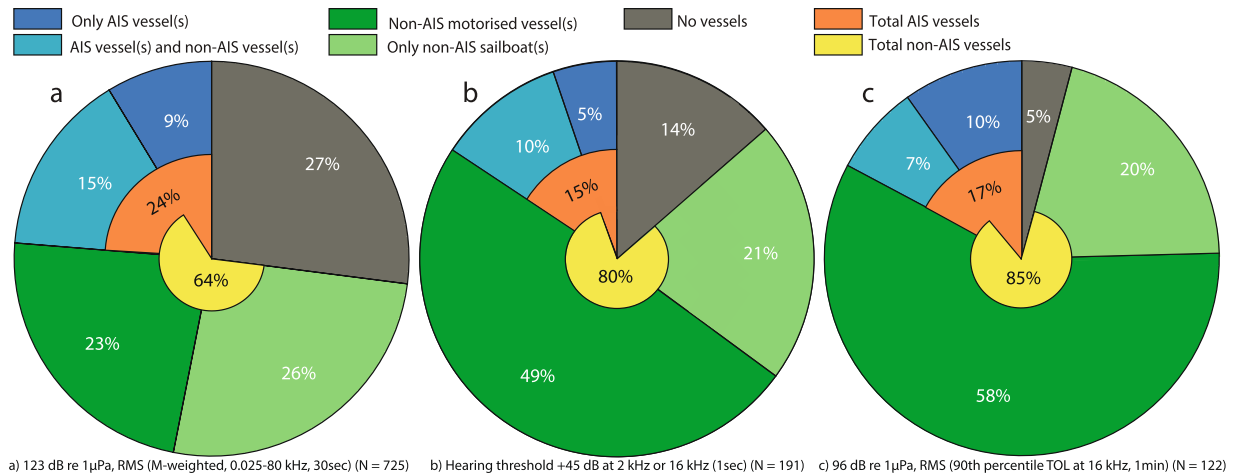 Only AIS vessel(s)
Non-AIS motorised vessel(s)
No vessels
Total AIS vessels
AIS vessel(s) and non-AIS vessel(s)
Only non-AIS sailboat(s)
Total non-AIS vessels
a
9%
27%
15%
24%
64%
23%
26%
b
5%
14%
10%
15%
21%
80%
49%
c
10%
5%
7%
20%
17%
85%
58%
a) 123 dB re 1µPa, RMS (M-weighted, 0.025-80 kHz, 30sec) (N = 725)
b) Hearing threshold +45 dB at 2 kHz or 16 kHz (1sec) (N = 191)
c) 96 dB re 1µPa, RMS (90th percentile TOL at 16 kHz, 1min) (N = 122)